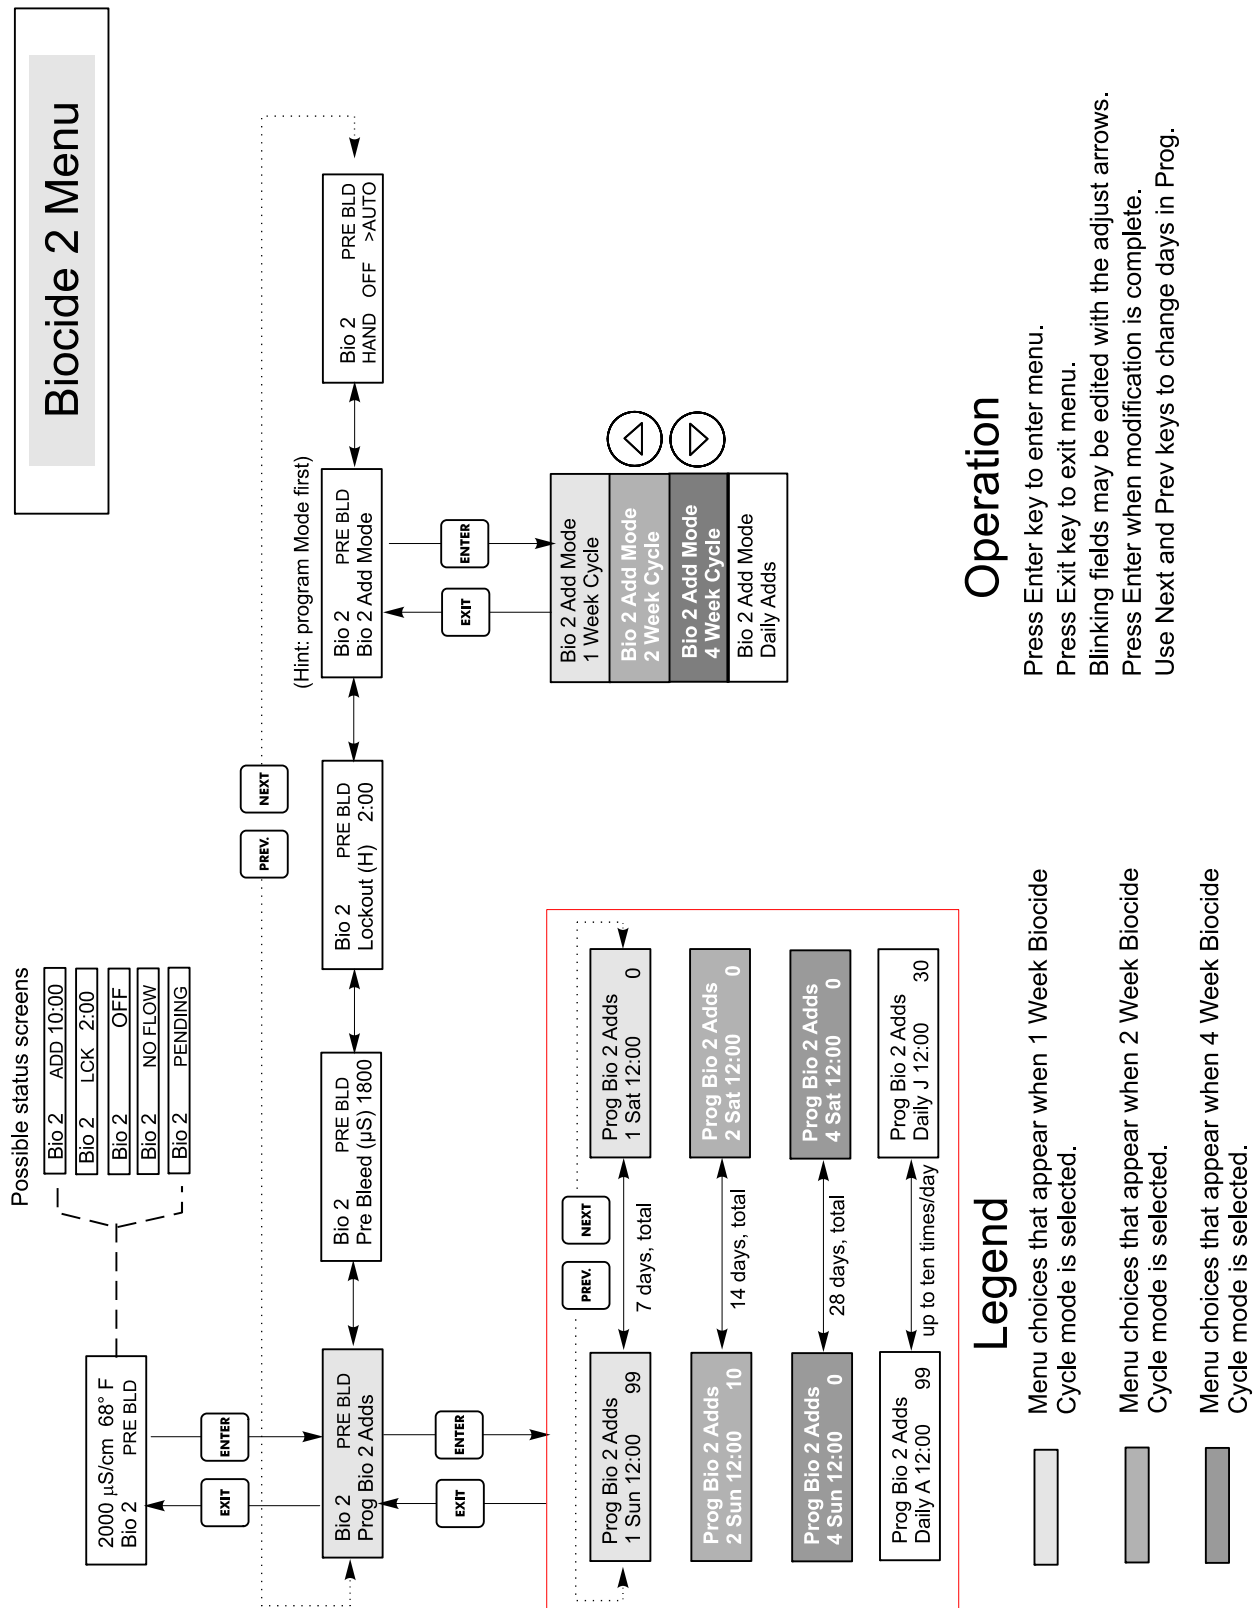 Biocide 2 Menu
Possible status screens
Bio 2 ADD 10:00
Bio 2 LCK 2:00
Bio 2 OFF
Bio 2 NO FLOW
Bio 2 PENDING
2000 µS/cm 68° F
Bio 2 PRE BLD
EXIT
ENTER
PREV.
NEXT
Bio 2 PRE BLD
Prog Bio 2 Adds
Bio 2 PRE BLD
Pre Bleed (µS) 1800
Bio 2 PRE BLD
Lockout (H) 2:00
(Hint: program Mode first)
Bio 2 PRE BLD
Bio 2 Add Mode
Bio 2 PRE BLD
HAND OFF >AUTO
EXIT
ENTER
EXIT
ENTER
Bio 2 Add Mode
1 Week Cycle
Bio 2 Add Mode
2 Week Cycle
Bio 2 Add Mode
4 Week Cycle
Bio 2 Add Mode
Daily Adds
PREV.
NEXT
Prog Bio 2 Adds
1 Sun 12:00 99
7 days, total
Prog Bio 2 Adds
1 Sat 12:00 0
Prog Bio 2 Adds
2 Sun 12:00 10
14 days, total
Prog Bio 2 Adds
2 Sat 12:00 0
Prog Bio 2 Adds
4 Sun 12:00 0
28 days, total
Prog Bio 2 Adds
4 Sat 12:00 0
Prog Bio 2 Adds
Daily A 12:00 99
up to ten times/day
Prog Bio 2 Adds
Daily J 12:00 30
Legend
Menu choices that appear when 1 Week Biocide
Cycle mode is selected.
Menu choices that appear when 2 Week Biocide
Cycle mode is selected.
Menu choices that appear when 4 Week Biocide
Cycle mode is selected.
Operation
Press Enter key to enter menu.
Press Exit key to exit menu.
Blinking fields may be edited with the adjust arrows.
Press Enter when modification is complete.
Use Next and Prev keys to change days in Prog.